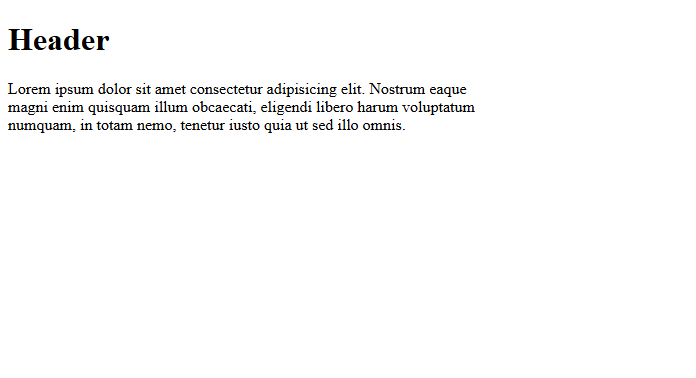 Header
Lorem ipsum dolor sit amet consectetur adipisicing elit. Nostrum eaque
magni enim quisquam illum obcaecati, eligendi libero harum voluptatum
numquam, in totam nemo, tenetur iusto quia ut sed illo omnis.